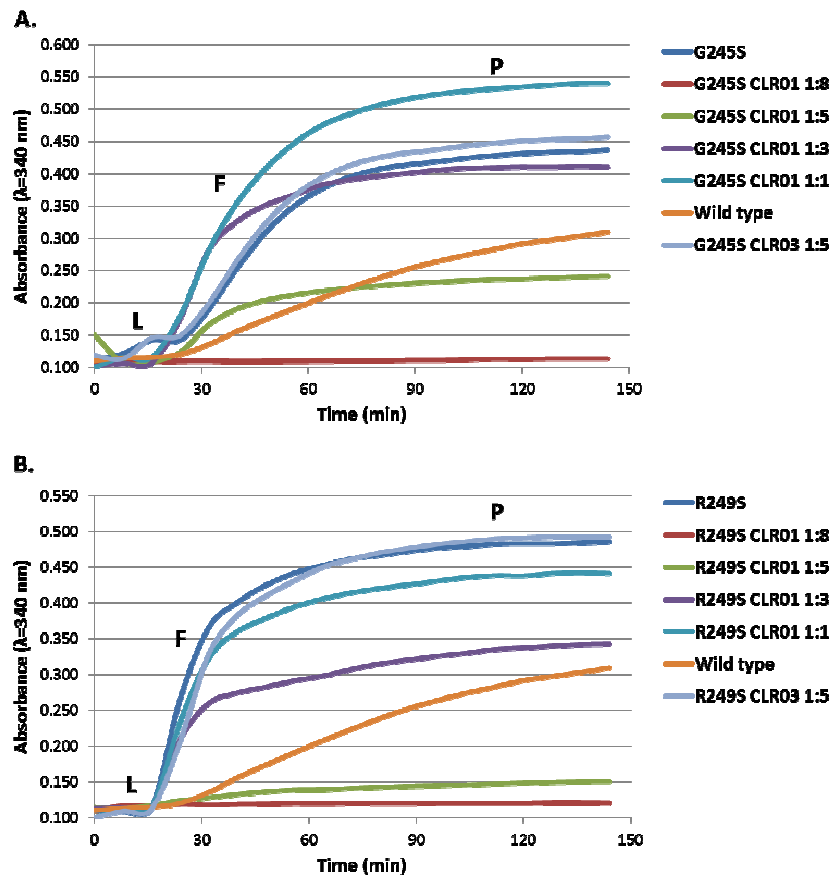 A.
0.600
0.550
0.500
0.450
0.400
0.350
0.300
0.250
0.200
0.150
0.100
Absorbance (λ=340 nm)
L
F
P
0
30
60
90
120
150
Time (min)
G245S
G245S CLR01 1:8
G245S CLR01 1:5
G245S CLR01 1:3
G245S CLR01 1:1
Wild type
G245S CLR03 1:5
B.
0.550
0.500
0.450
0.400
0.350
0.300
0.250
0.200
0.150
0.100
Absorbance (λ=340 nm)
L
F
P
0
30
60
90
120
150
Time (min)
R249S
R249S CLR01 1:8
R249S CLR01 1:5
R249S CLR01 1:3
R249S CLR01 1:1
Wild type
R249S CLR03 1:5